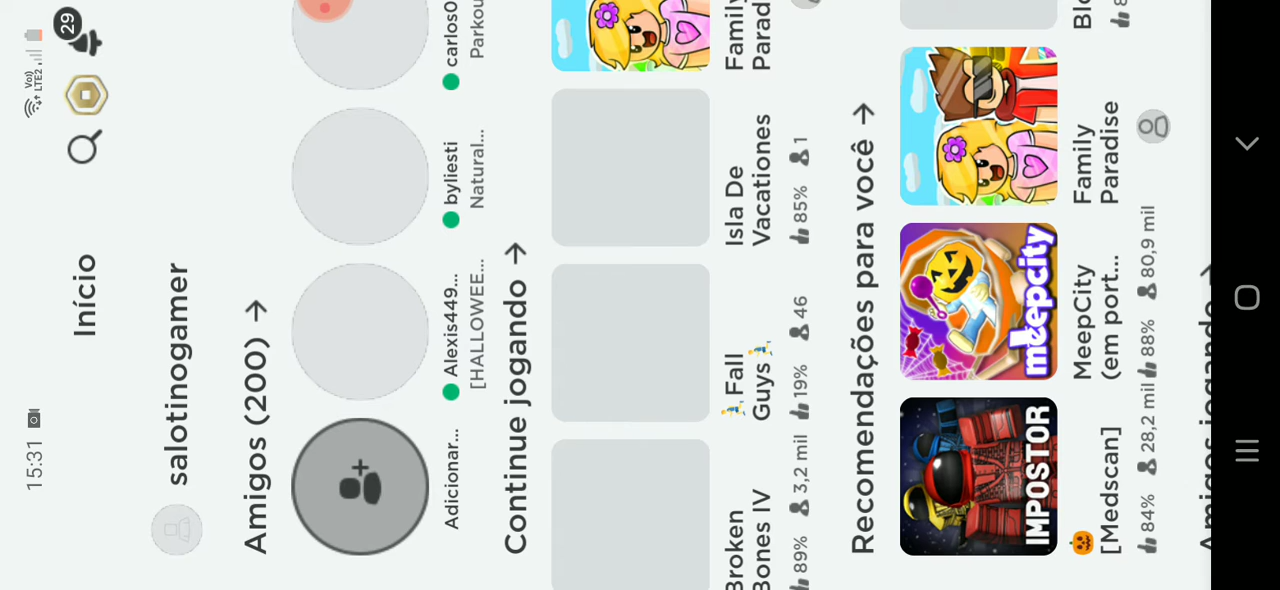 15:31 Vo) LTE2
Início 29
salotinogamer
Amigos (200) →
Adicionar... Alexis449... byliesti carlos0
[HALLOWEE... Natural... Parkou
Continue jogando →
Broken Fall Isla De Family
Bones IV Guys Vacationes Parad
89% 3,2 mil 19% 46 85% 1
Recomendações para você →
IMPOSTOR meepcity
🎃 MeepCity Family
[Medscan] (em port... Paradise
84% 28,2 mil 88% 80,9 mil
Amigos jogando →